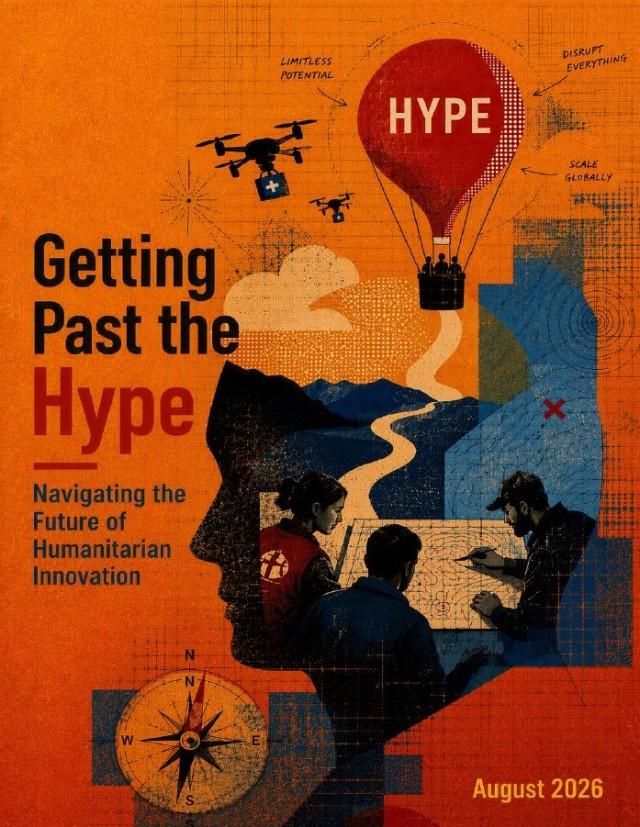 LIMITLESS
POTENTIAL
DISRUPT
EVERYTHING
HYPE
SCALE
GLOBALLY
Getting
Past the
Hype
Navigating the
Future of
Humanitarian
Innovation
N
N
W
E
S
S
August 2026